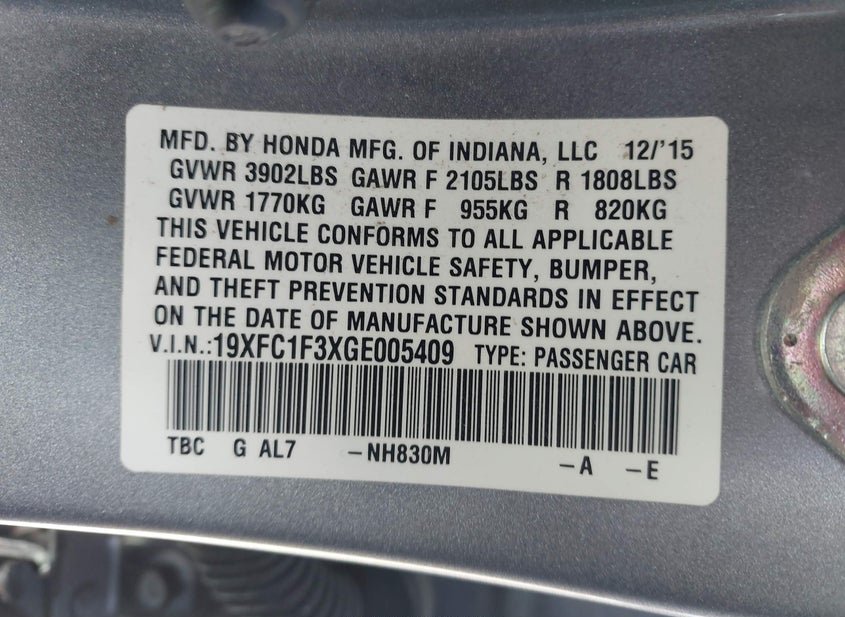 MFD. BY HONDA MFG. OF INDIANA, LLC 12/'15
GVWR 3902LBS GAWR F 2105LBS R 1808LBS
GVWR 1770KG GAWR F 955KG R 820KG
THIS VEHICLE CONFORMS TO ALL APPLICABLE
FEDERAL MOTOR VEHICLE SAFETY, BUMPER,
AND THEFT PREVENTION STANDARDS IN EFFECT
ON THE DATE OF MANUFACTURE SHOWN ABOVE.
V.I.N.:19XFC1F3XGE005409 TYPE: PASSENGER CAR
TBC G AL7 -NH830M -A -E